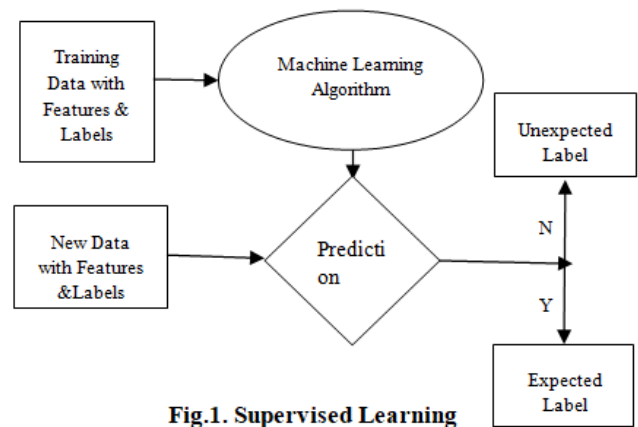 Training
Data with
Features &
Labels
Machine Learning
Algorithm
Unexpected
Label
New Data
with Features
&Labels
Predicti
on
N
Y
Expected
Label
Fig.1. Supervised Learning